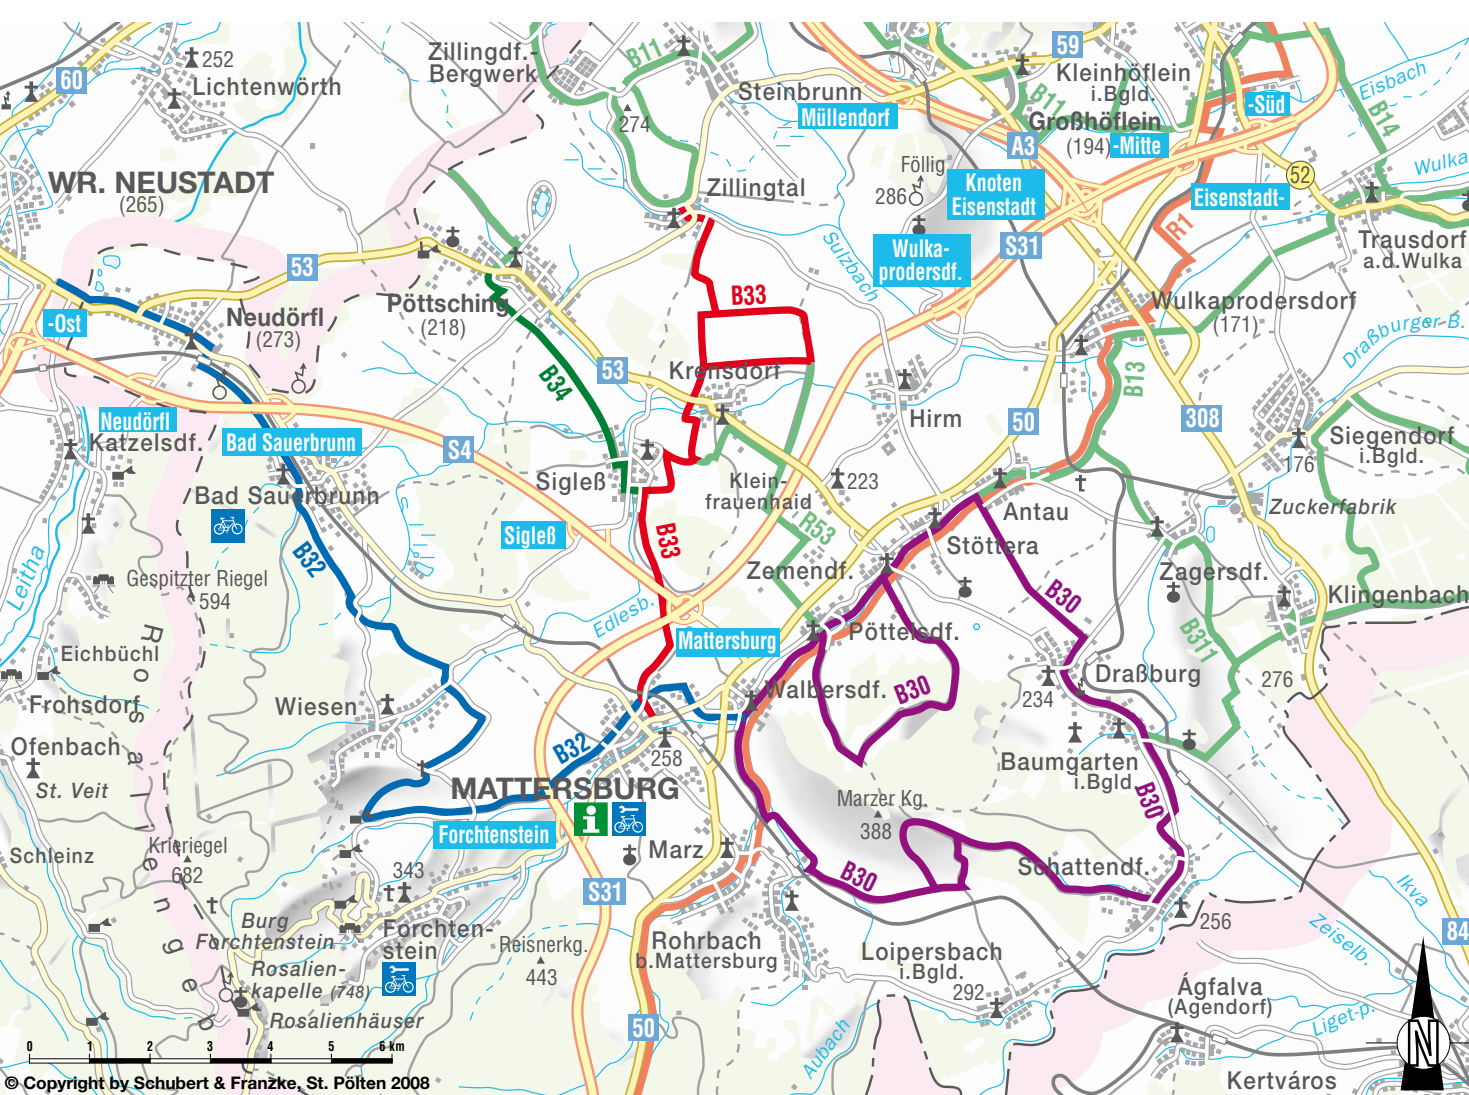 Zillingdf.-
Bergwerk
B11
59
252
60
Lichtenwörth
Kleinhöflein
i.Bgld.
Eisbach
Steinbrunn
Müllendorf
B11
-Süd
B14
274
Großhöflein
(194)
-Mitte
A3
Wulka
Föllig
286
Knoten
Eisenstadt
52
WR. NEUSTADT
(265)
Zillingtal
Eisenstadt-
R1
S31
Sulzbach
Wulka-
prodersdf.
Trausdorf
a.d.Wulka
53
Pöttsching
(218)
B33
Wulkaprodersdorf
(171)
-Ost
Neudörfl
(273)
Draßburger-B.
Krensdorf
53
B34
B13
Hirm
50
308
Neudörfl
Katzelsdf.
Bad Sauerbrunn
S4
Siegendorf
i.Bgld.
176
Sigleß
Klein-
frauenhaid
223
Bad Sauerbrunn
Zuckerfabrik
Antau
Sigleß
B33
R53
Stöttera
B32
Leitha
Gespitzter Riegel
594
Zemendf.
Zagersdf.
B30
Klingenbach
Edlesb.
Mattersburg
Pöttelsdf.
B311
Eichbüchl
Rosaliengeb
Draßburg
276
234
Wiesen
Walbersdf.
B30
Frohsdorf
Ofenbach
B32
258
Baumgarten
i.Bgld.
St. Veit
MATTERSBURG
Marzer Kg.
388
B30
i
Forchtenstein
Krieriegel
682
Schleinz
Marz
343
B30
Schattendf.
S31
Ikva
Burg
Forchtenstein
Forchten-
stein
Reisnerkg.
443
Rohrbach
b.Mattersburg
Loipersbach
i.Bgld.
292
256
Zeiselb.
84
Rosalien-
kapelle (748)
Rosalienhäuser
Ágfalva
(Agendorf)
Liget-p.
50
Aubach
N
0 1 2 3 4 5 6 km
Kertváros
© Copyright by Schubert & Franzke, St. Pölten 2008